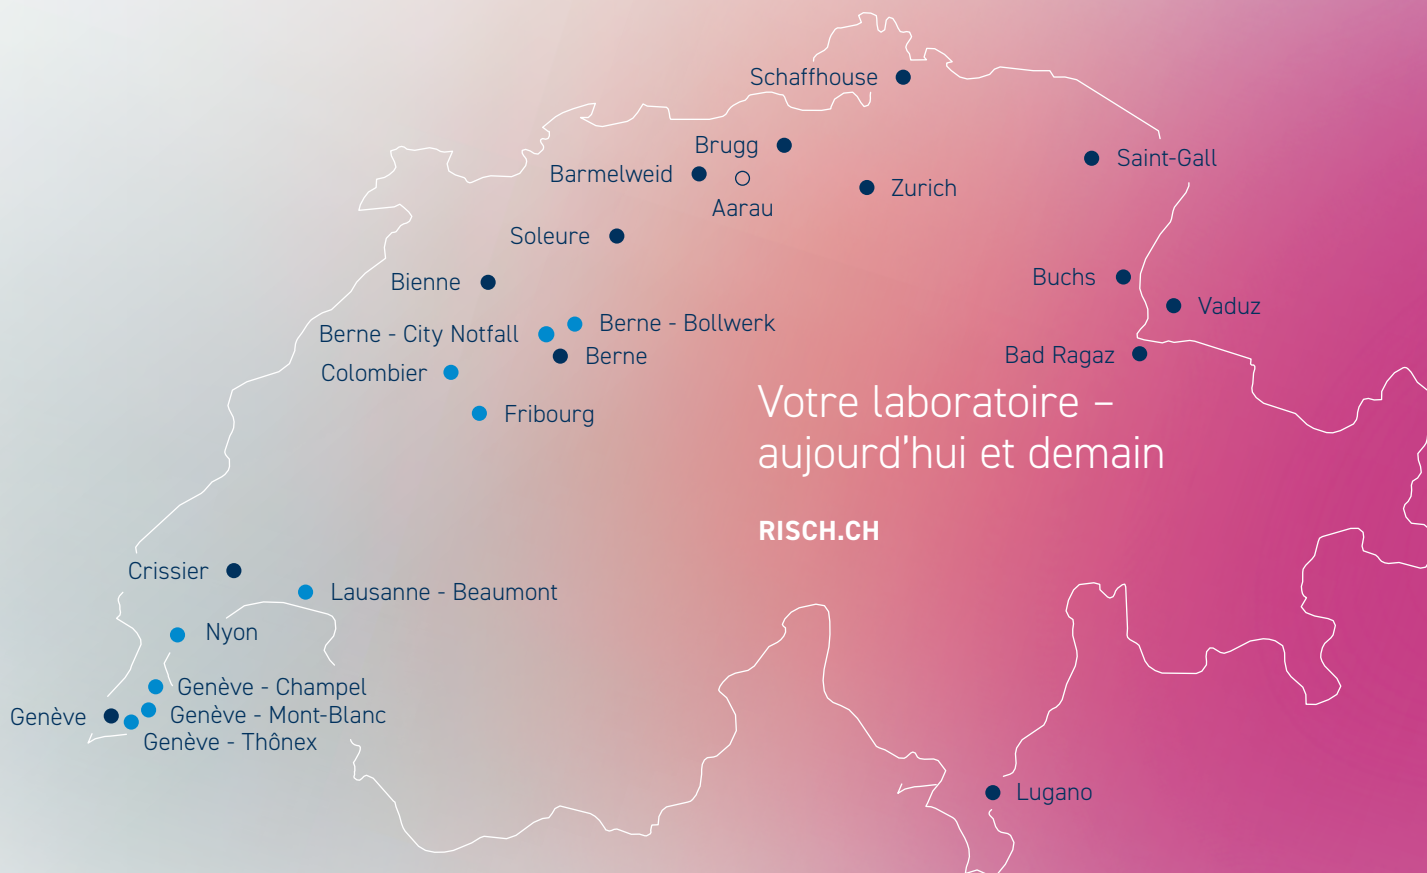 Schaffhouse
Brugg
Saint-Gall
Barmelweid
Zurich
Aarau
Soleure
Buchs
Bienne
Vaduz
Berne - Bollwerk
Berne - City Notfall
Berne
Bad Ragaz
Colombier
Fribourg
Votre laboratoire –
aujourd'hui et demain
RISCH.CH
Crissier
Lausanne - Beaumont
Nyon
Genève - Champel
Genève
Genève - Mont-Blanc
Genève - Thônex
Lugano